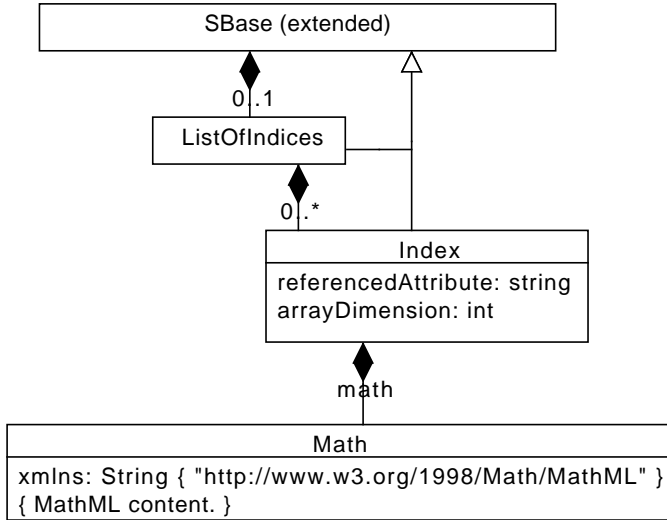 SBase (extended)
0..1
ListOfIndices
0..*
Index
referencedAttribute: string
arrayDimension: int
math
Math
xmlns: String { "http://www.w3.org/1998/Math/MathML" }
{ MathML content. }